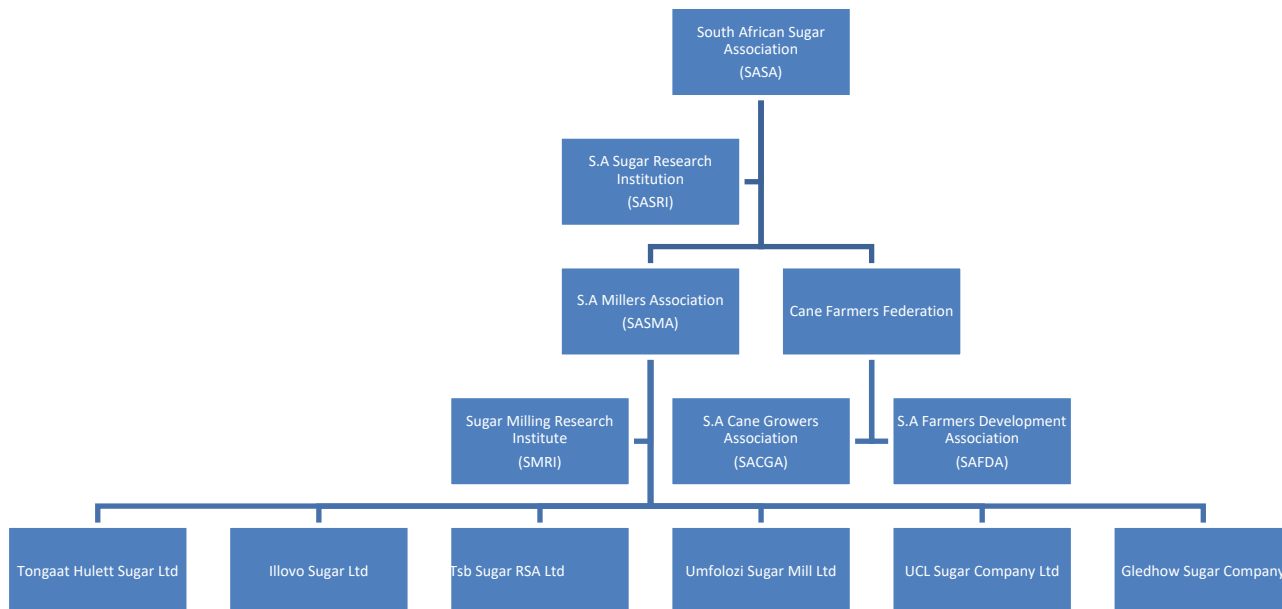 South African Sugar
Association
(SASA)
S.A Sugar Research
Institution
(SASRI)
S.A Millers Association
(SASMA)
Cane Farmers Federation
Sugar Milling Research
Institute
(SMRI)
S.A Cane Growers
Association
(SACGA)
S.A Farmers Development
Association
(SAFDA)
Tongaat Hulett Sugar Ltd
Illovo Sugar Ltd
Tsb Sugar RSA Ltd
Umfolozi Sugar Mill Ltd
UCL Sugar Company Ltd
Gledhow Sugar Company